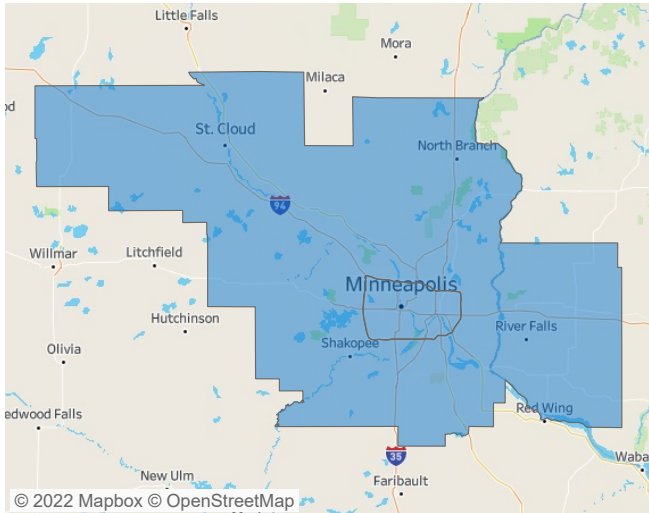 Little Falls
Mora
Milaca
od
St. Cloud
North Branch
94
Willmar
Litchfield
Minneapolis
Hutchinson
River Falls
Shakopee
Olivia
edwood Falls
Red Wing
35
Waba
New Ulm
Faribault
© 2022 Mapbox © OpenStreetMap